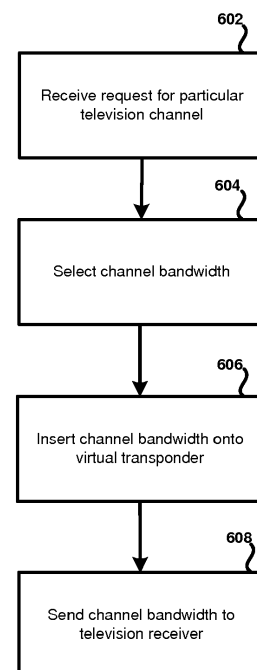 602
Receive request for particular
television channel
604
Select channel bandwidth
606
Insert channel bandwidth onto
virtual transponder
608
Send channel bandwidth to
television receiver